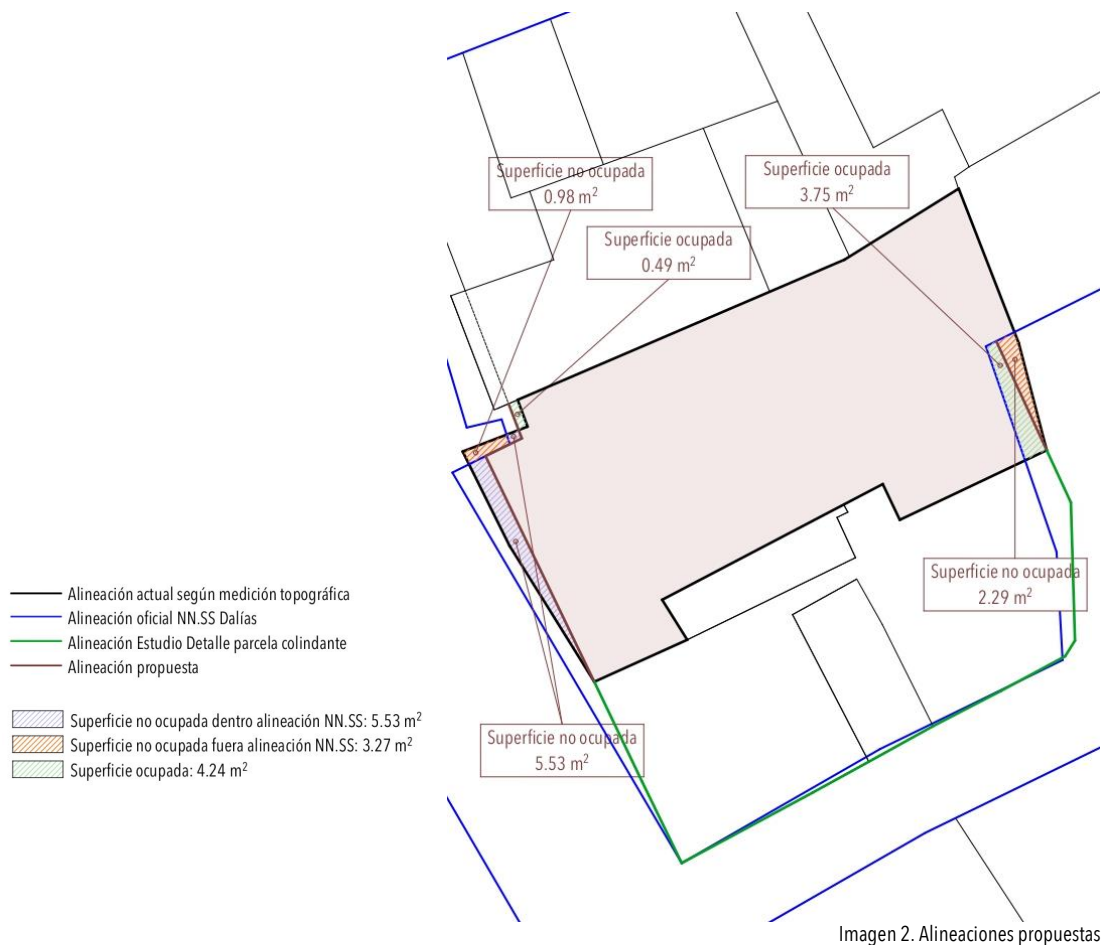 Superficie no ocupada
0.98 m²
Superficie ocupada
3.75 m²
Superficie ocupada
0.49 m²
Superficie no ocupada
2.29 m²
Alineación actual según medición topográfica
Alineación oficial NN.SS Dalías
Alineación Estudio Detalle parcela colindante
Alineación propuesta
Superficie no ocupada dentro alineación NN.SS: 5.53 m²
Superficie no ocupada fuera alineación NN.SS: 3.27 m²
Superficie ocupada: 4.24 m²
Superficie no ocupada
5.53 m²
Imagen 2. Alineaciones propuestas